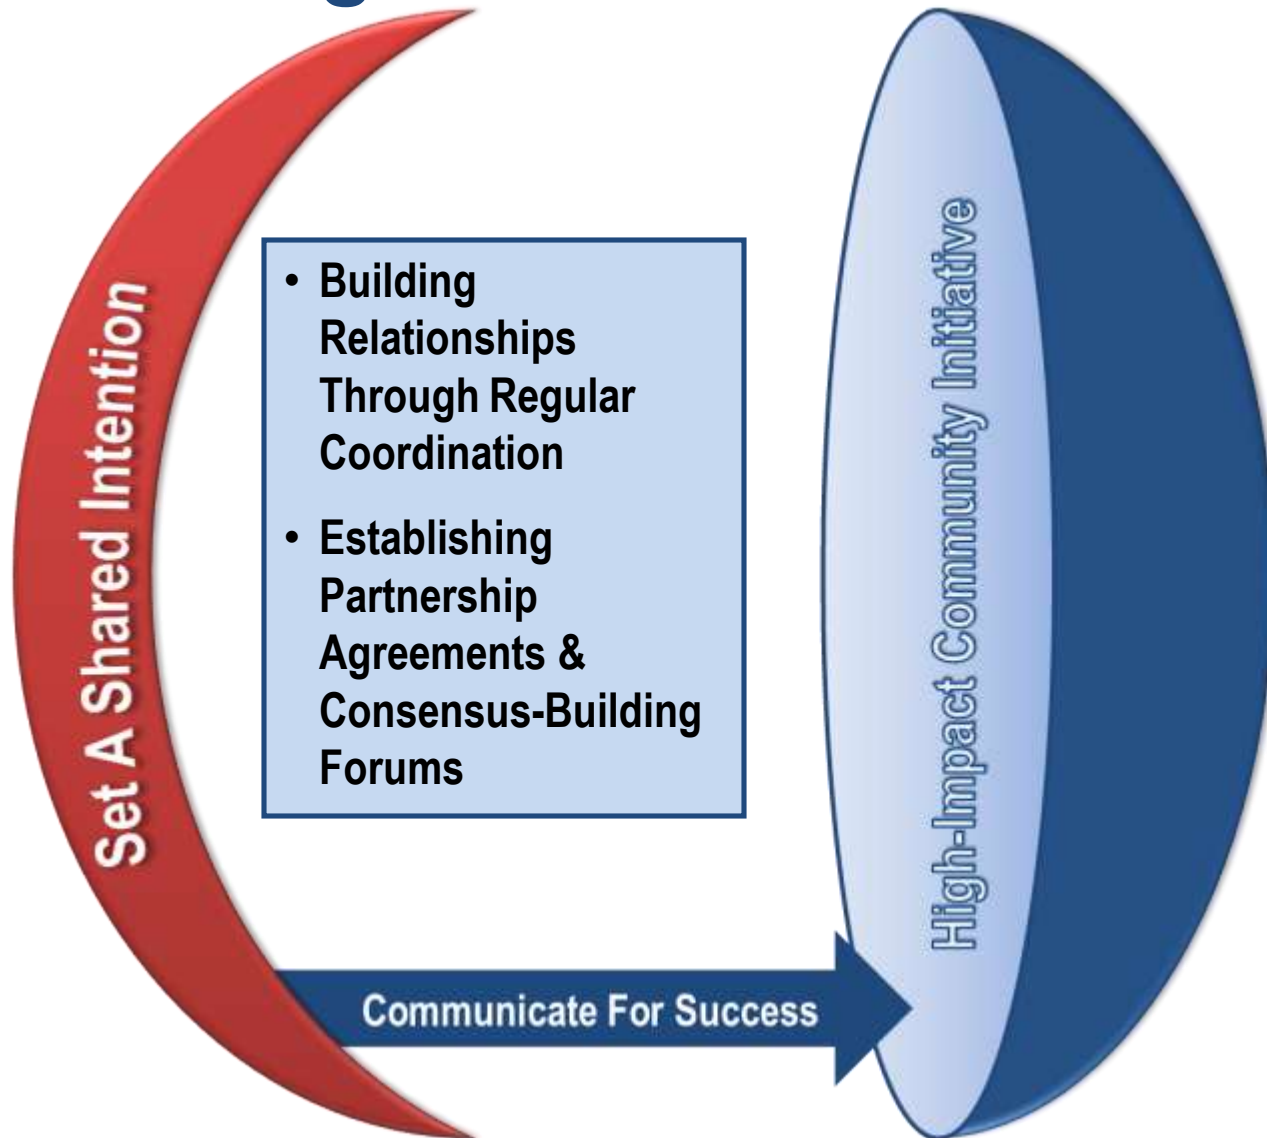 Set A Shared Intention
• Building
Relationships
Through Regular
Coordination
• Establishing
Partnership
Agreements &
Consensus-Building
Forums
High-Impact Community Initiative
Communicate For Success